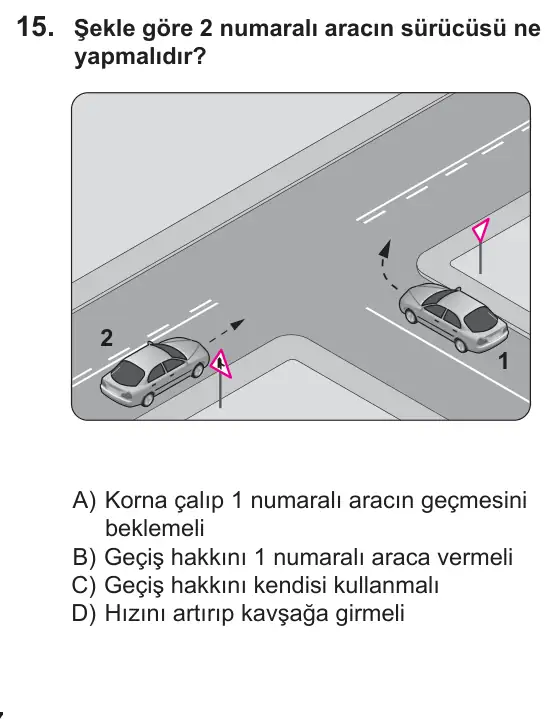 15. Şekle göre 2 numaralı aracın sürücüsü ne
yapmalıdır?
2
1
A) Korna çalıp 1 numaralı aracın geçmesini
beklemeli
B) Geçiş hakkını 1 numaralı araca vermeli
C) Geçiş hakkını kendisi kullanmalı
D) Hızını artırıp kavşağa girmeli